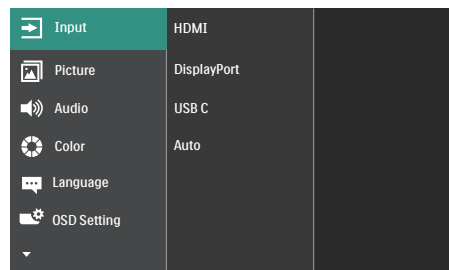 Input
HDMI
Picture
DisplayPort
Audio
USB C
Color
Auto
Language
OSD Setting